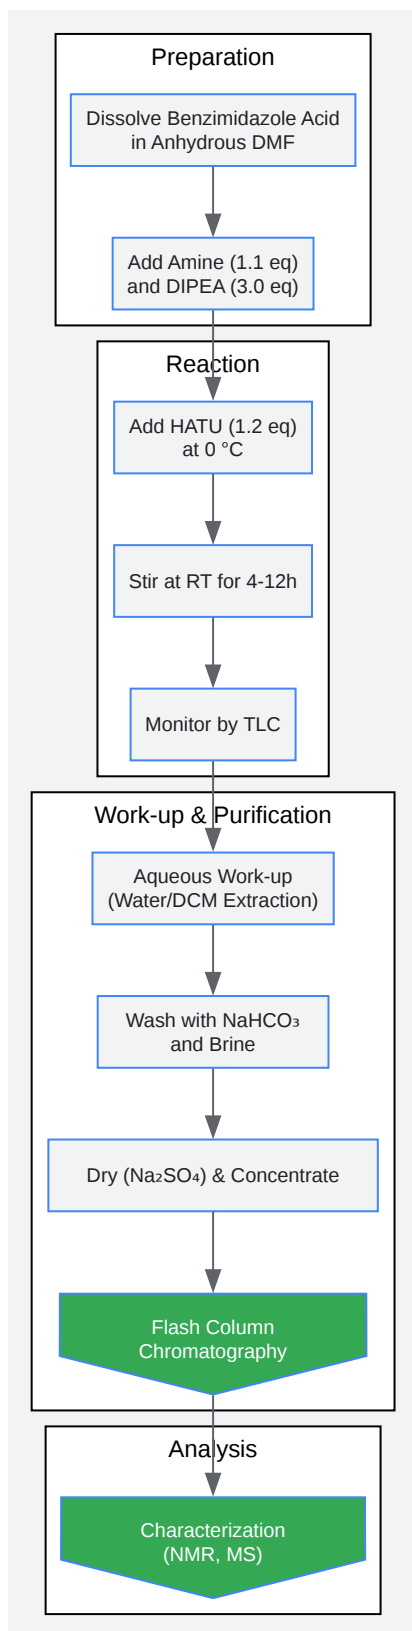 Preparation
Dissolve Benzimidazole Acid
in Anhydrous DMF
Add Amine (1.1 eq)
and DIPEA (3.0 eq)
Reaction
Add HATU (1.2 eq)
at 0 °C
Stir at RT for 4-12h
Monitor by TLC
Work-up & Purification
Aqueous Work-up
(Water/DCM Extraction)
Wash with NaHCO₃
and Brine
Dry (Na₂SO₄) & Concentrate
Flash Column
Chromatography
Analysis
Characterization
(NMR, MS)